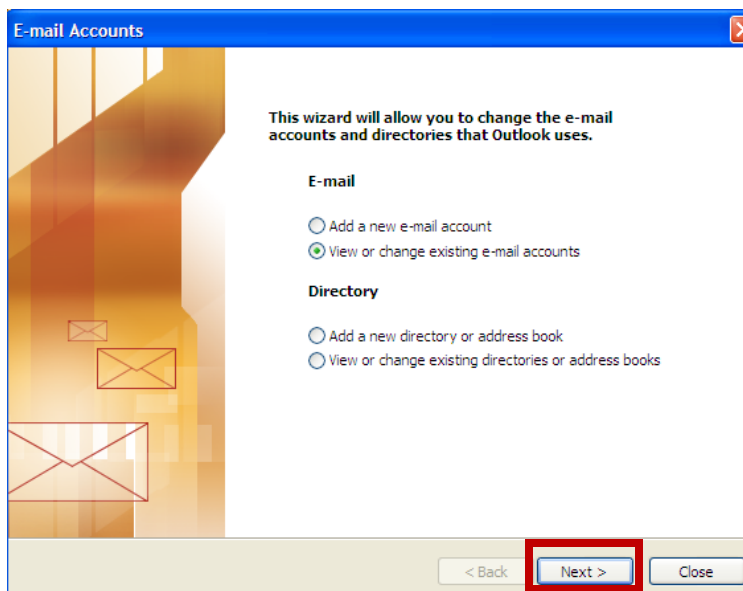 E-mail Accounts
This wizard will allow you to change the e-mail
accounts and directories that Outlook uses.
E-mail
Add a new e-mail account
View or change existing e-mail accounts
Directory
Add a new directory or address book
View or change existing directories or address books
< Back Next > Close